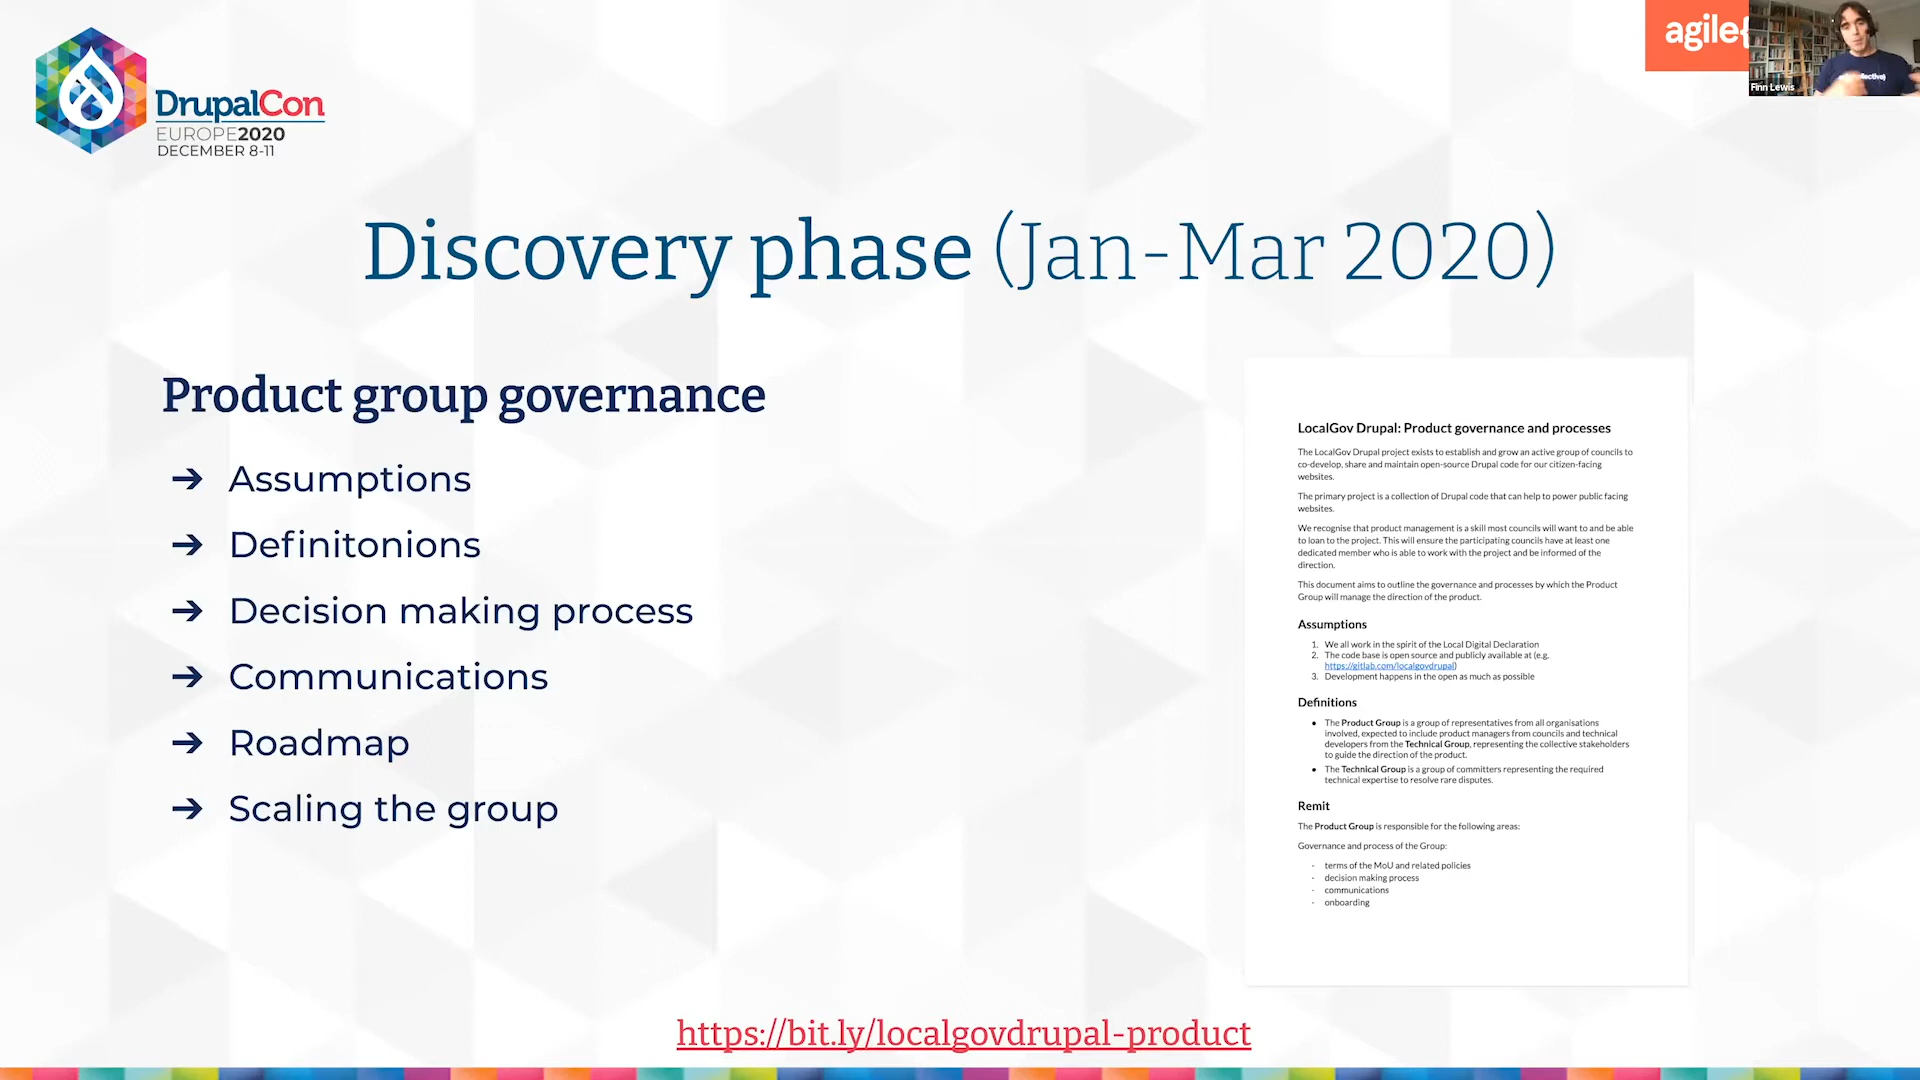 DrupalCon
EUROPE2020
DECEMBER 8-11
agile{
Finn Lewis
Discovery phase (Jan-Mar 2020)
Product group governance
➔ Assumptions
➔ Definitonions
➔ Decision making process
➔ Communications
➔ Roadmap
➔ Scaling the group
LocalGov Drupal: Product governance and processes
The LocalGov Drupal project exists to establish and grow an active group of councils to
co-develop, share and maintain open-source Drupal code for our citizen-facing
websites.
The primary project is a collection of Drupal code that can help to power public facing
websites.
We recognise that product management is a skill most councils will want to and be able
to loan to the project. This will ensure the participating councils have at least one
dedicated member who is able to work with the project and be informed of the
direction.
This document aims to outline the governance and processes by which the Product
Group will manage the direction of the product.
Assumptions
1. We all work in the spirit of the Local Digital Declaration
2. The code base is open source and publicly available at (e.g.
https://gitlab.com/localgovdrupal)
3. Development happens in the open as much as possible
Definitions
• The Product Group is a group of representatives from all organisations
involved, expected to include product managers from councils and technical
developers from the Technical Group, representing the collective stakeholders
to guide the direction of the product.
• The Technical Group is a group of committers representing the required
technical expertise to resolve rare disputes.
Remit
The Product Group is responsible for the following areas:
Governance and process of the Group:
- terms of the MoU and related policies
- decision making process
- communications
- onboarding
https://bit.ly/localgovdrupal-product